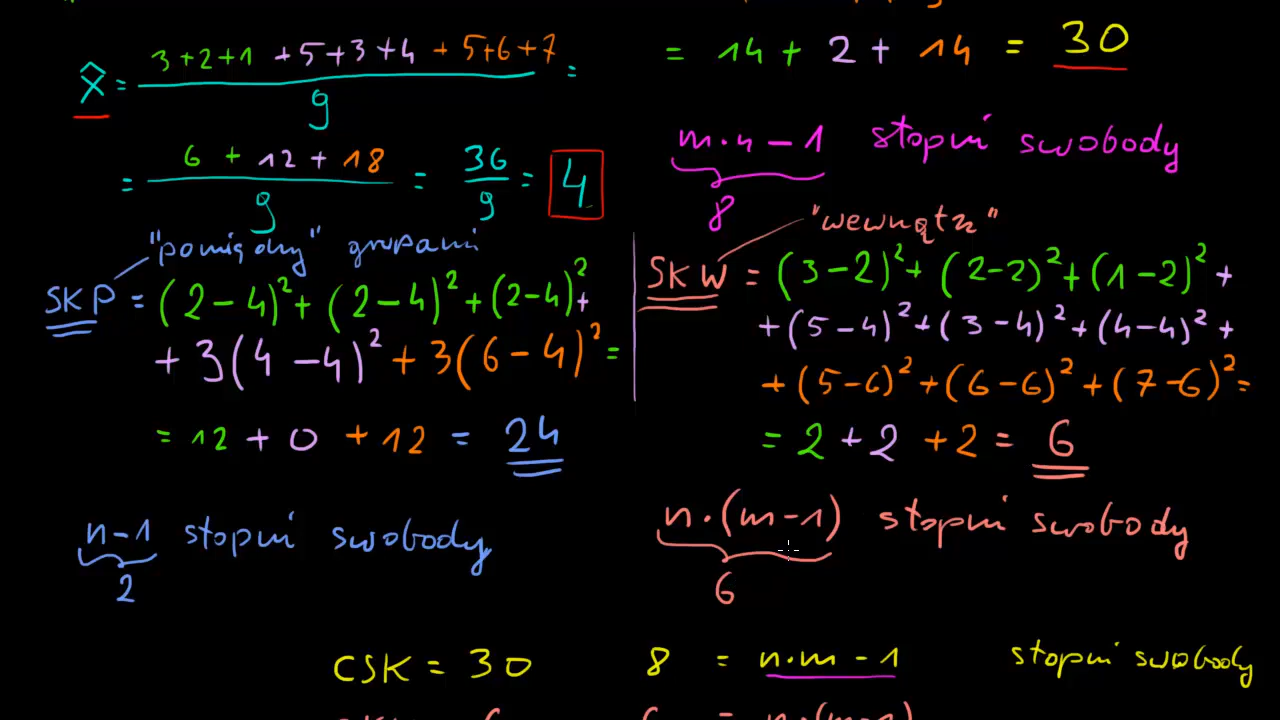 x̂ = (3+2+1 +5+3+4 +5+6+7) / 9 =
= (6 + 12 + 18) / 9 = 36/9 = 4
= 14 + 2 + 14 = 30
m·n – 1 stopni swobody
8
"pomiędzy" grupami
SKP = (2–4)² + (2–4)² + (2–4)² +
+ 3(4–4)² + 3(6–4)² =
= 12 + 0 + 12 = 24
n–1 stopni swobody
2
"wewnątrz"
SKW = (3–2)² + (2–2)² + (1–2)² +
+ (5–4)² + (3–4)² + (4–4)² +
+ (5–6)² + (6–6)² + (7–6)² =
= 2 + 2 + 2 = 6
n·(m–1) stopni swobody
6
CSK = 30 8 = n·m – 1 stopni swobody